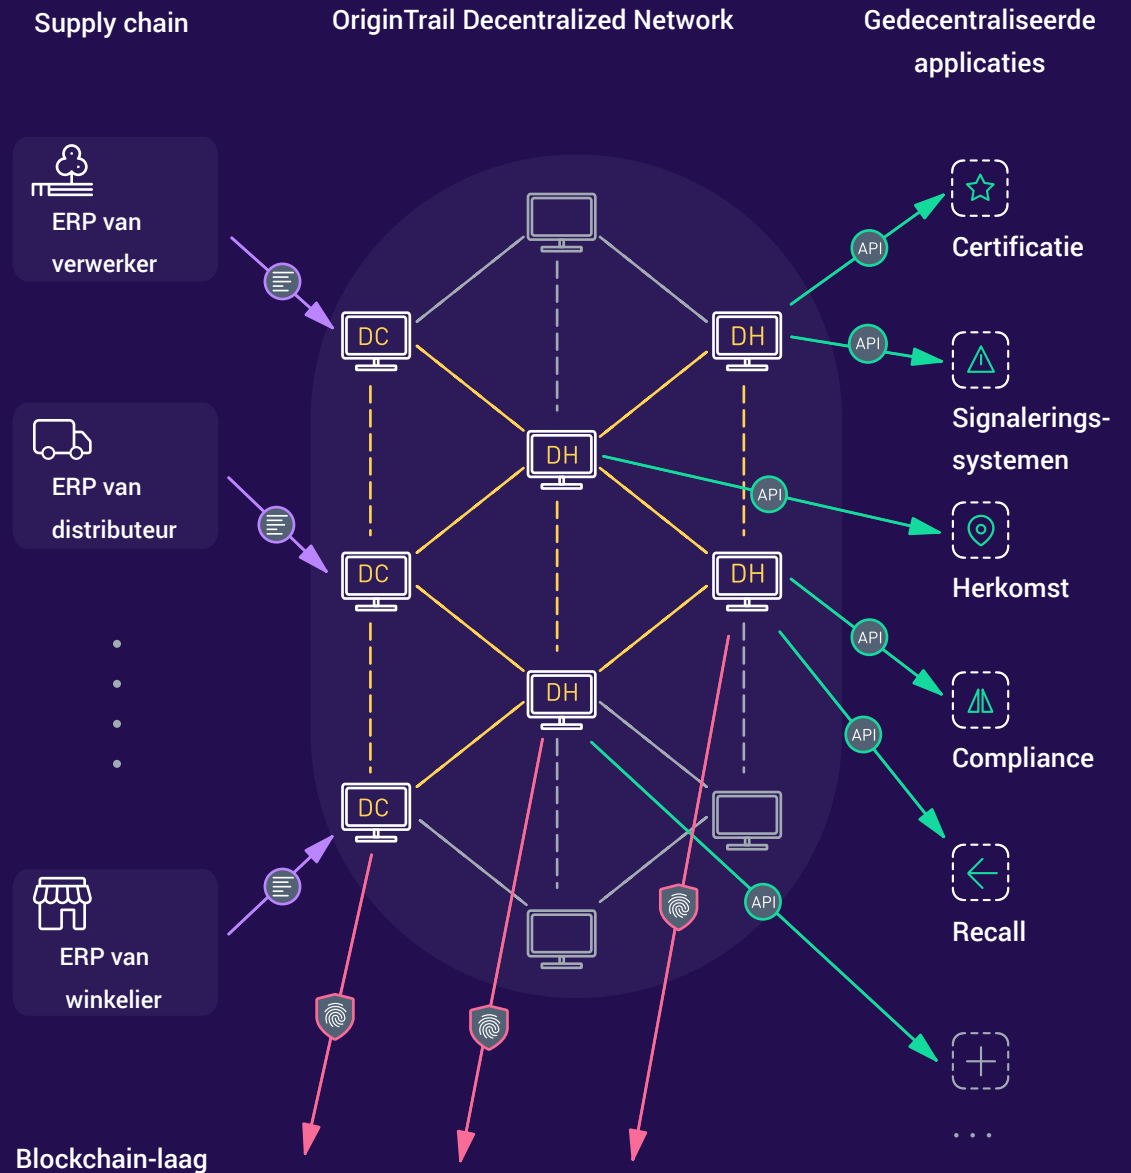 Supply chain
OriginTrail Decentralized Network
Gedecentraliseerde
applicaties
ERP van
verwerker
ERP van
distributeur
ERP van
winkelier
DC
DH
DH
DC
DH
DH
DC
API
API
API
API
API
API
Certificatie
Signalerings-
systemen
Herkomst
Compliance
Recall
...
Blockchain-laag